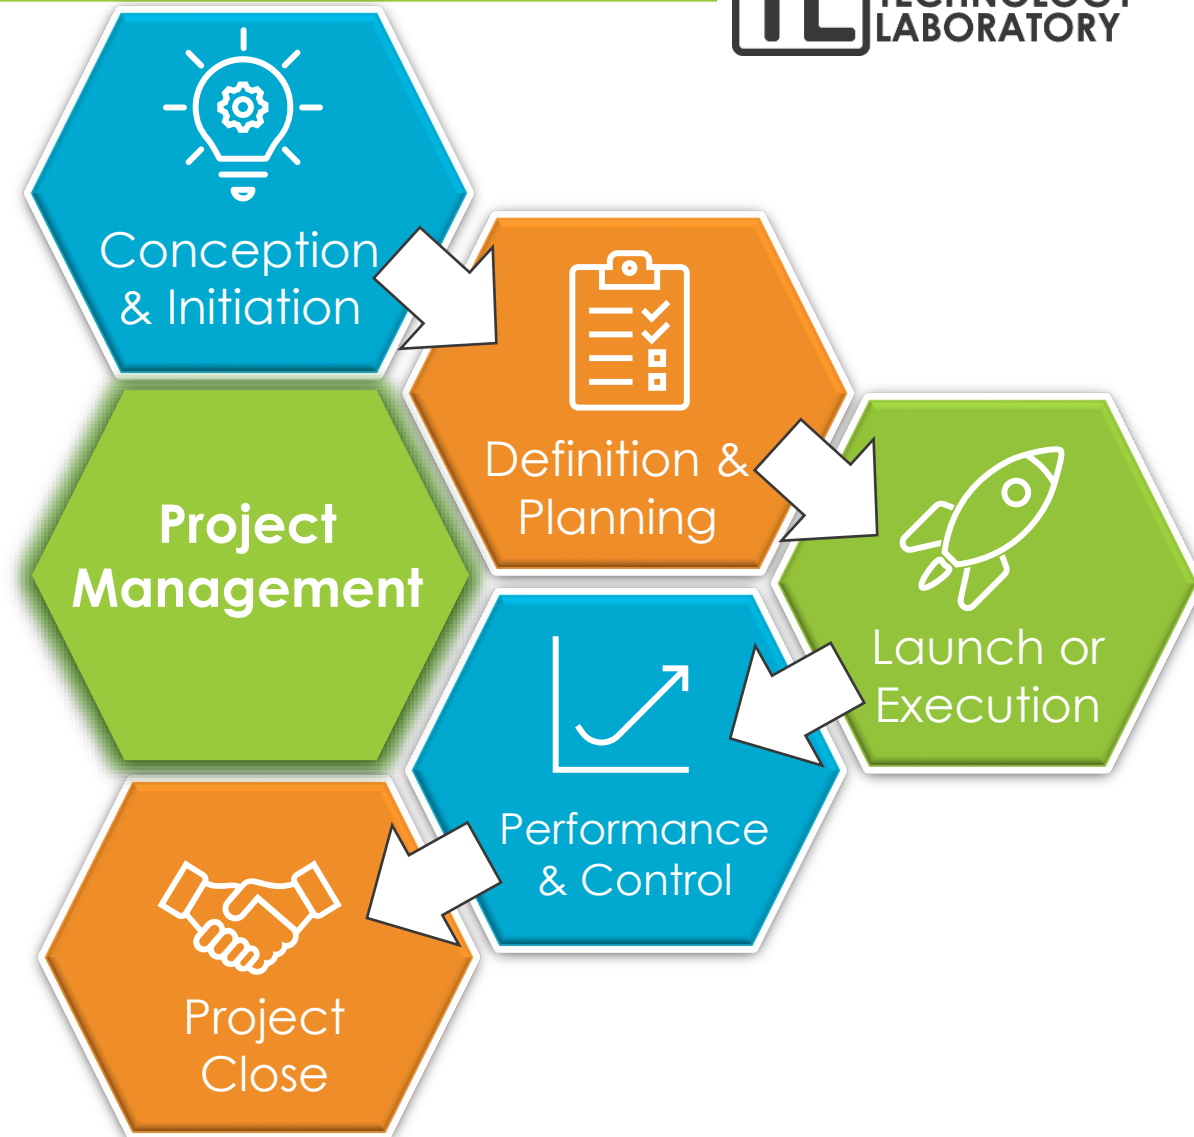 LABORATORY
Conception
& Initiation
Definition &
Planning
Project
Management
Launch or
Execution
Performance
& Control
Project
Close